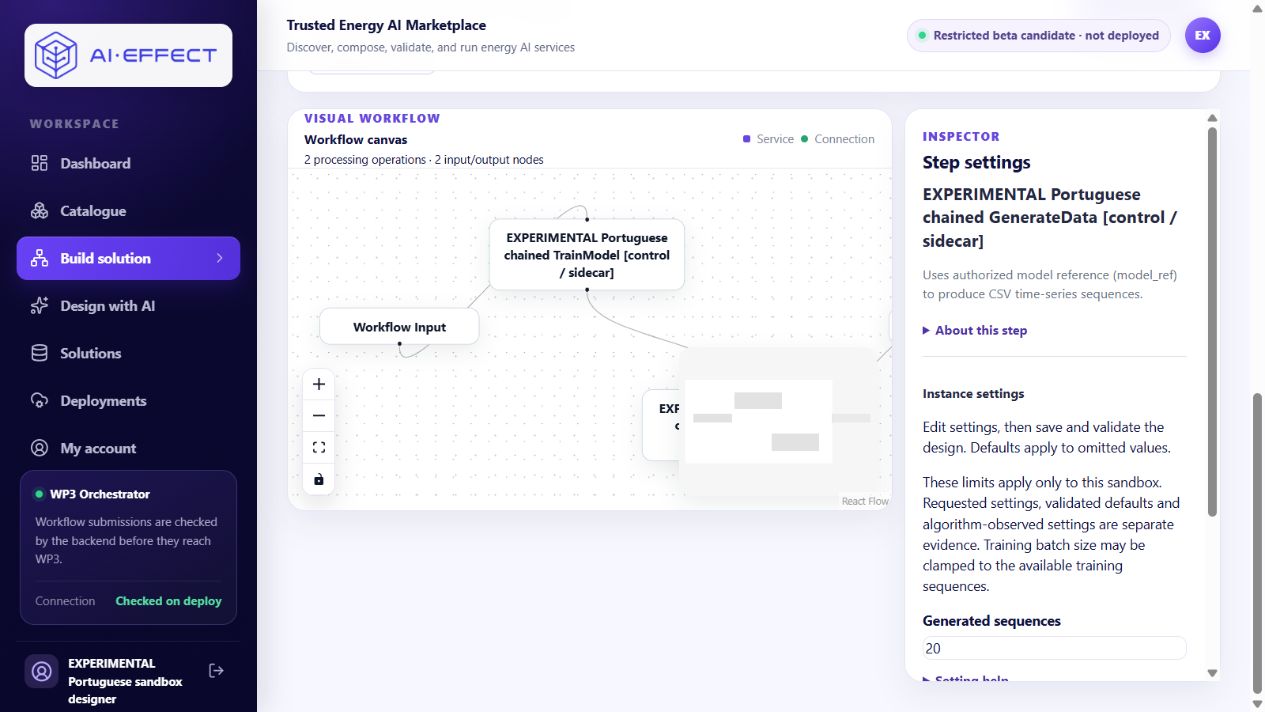 AI·EFFECT
WORKSPACE
Dashboard
Catalogue
Build solution
Design with AI
Solutions
Deployments
My account
WP3 Orchestrator
Workflow submissions are checked
by the backend before they reach
WP3.
Connection
Checked on deploy
EXPERIMENTAL
Portuguese sandbox
designer
Trusted Energy AI Marketplace
Discover, compose, validate, and run energy AI services
Restricted beta candidate · not deployed
EX
VISUAL WORKFLOW
Workflow canvas
2 processing operations · 2 input/output nodes
Service
Connection
EXPERIMENTAL Portuguese
chained TrainModel [control
/ sidecar]
Workflow Input
React Flow
INSPECTOR
Step settings
EXPERIMENTAL Portuguese
chained GenerateData [control /
sidecar]
Uses authorized model reference (model_ref)
to produce CSV time-series sequences.
About this step
Instance settings
Edit settings, then save and validate the
design. Defaults apply to omitted values.
These limits apply only to this sandbox.
Requested settings, validated defaults and
algorithm-observed settings are separate
evidence. Training batch size may be
clamped to the available training
sequences.
Generated sequences
20
Setting help